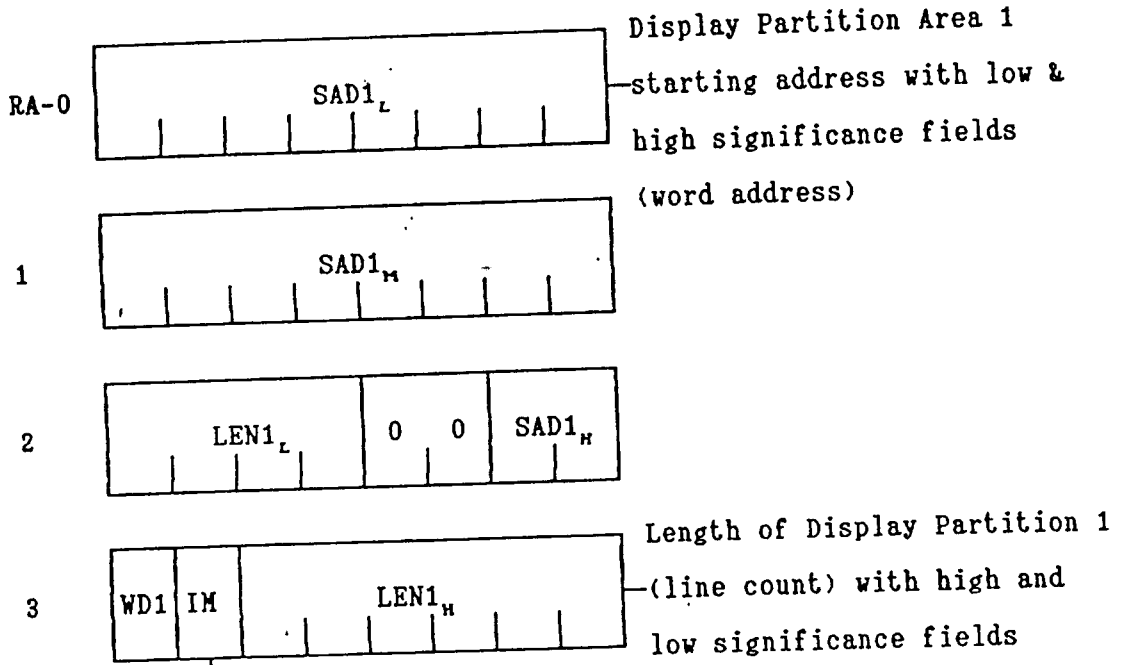 Display Partition Area 1
RA-0 SAD1L starting address with low &
high significance fields
(word address)
1 SAD1M
2 LEN1L 0 0 SAD1H
Length of Display Partition 1
3 WD1 IM LEN1H (line count) with high and
low significance fields